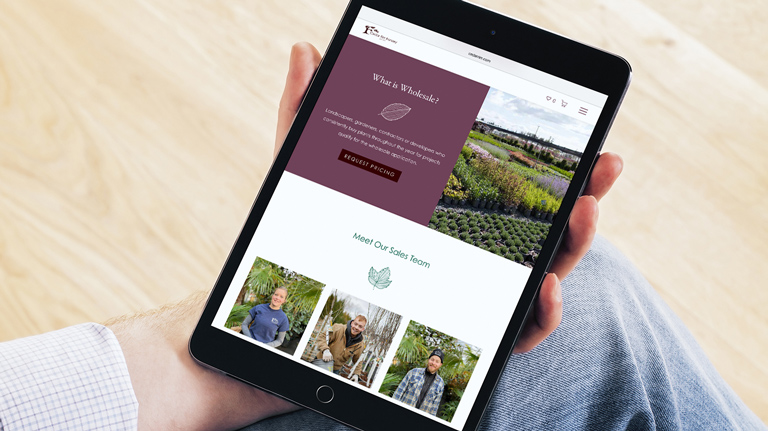 What is Wholesale?
Landscapers, gardeners, contractors or developers who
consistently buy plants throughout the year for projects
qualify for the wholesale application.
REQUEST PRICING
0
Meet Our Sales Team